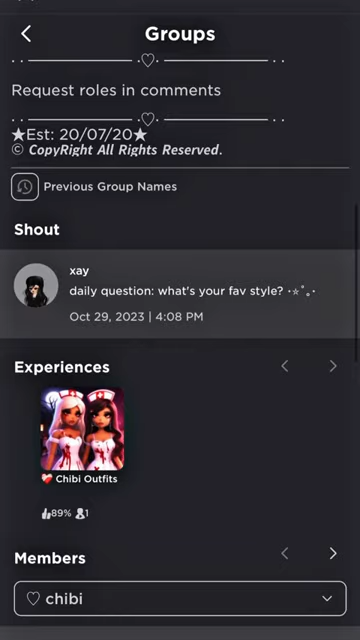 Groups
· · ——————— ·♡· ——————— · ·
Request roles in comments
· · ——————— ·♡· ——————— · ·
★Est: 20/07/20★
© CopyRight All Rights Reserved.
Previous Group Names
Shout
xay
daily question: what's your fav style? ˖✮˚｡˖
Oct 29, 2023 | 4:08 PM
Experiences
❤️‍🩹 Chibi Outfits
89% 1
Members
♡ chibi